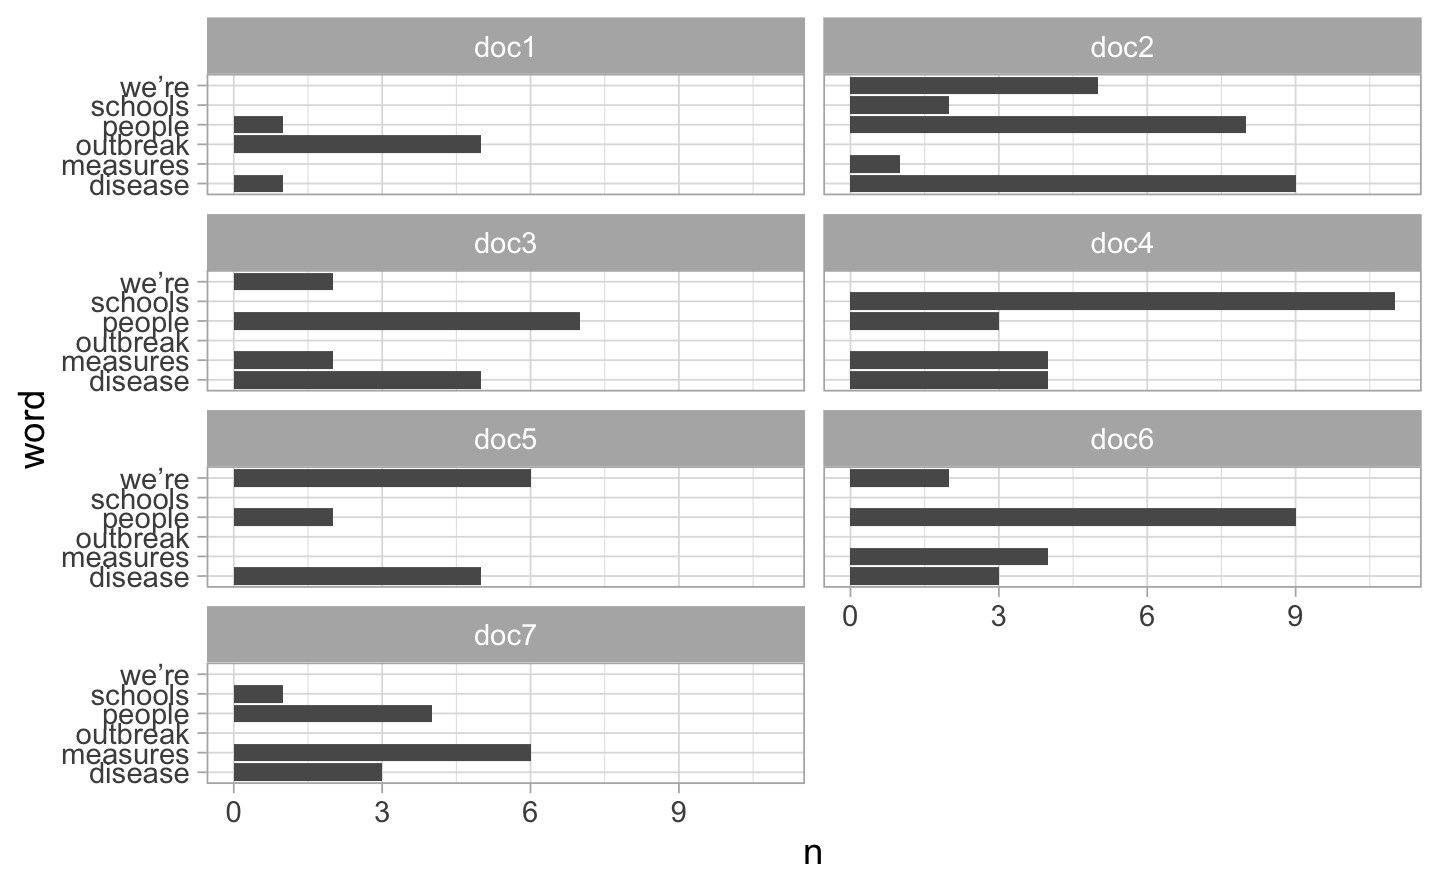 doc1
doc2
we’re
schools
people
outbreak
measures
disease
doc3
doc4
we’re
schools
people
outbreak
measures
disease
word
doc5
doc6
we’re
schools
people
outbreak
measures
disease
0 3 6 9
doc7
we’re
schools
people
outbreak
measures
disease
0 3 6 9
n